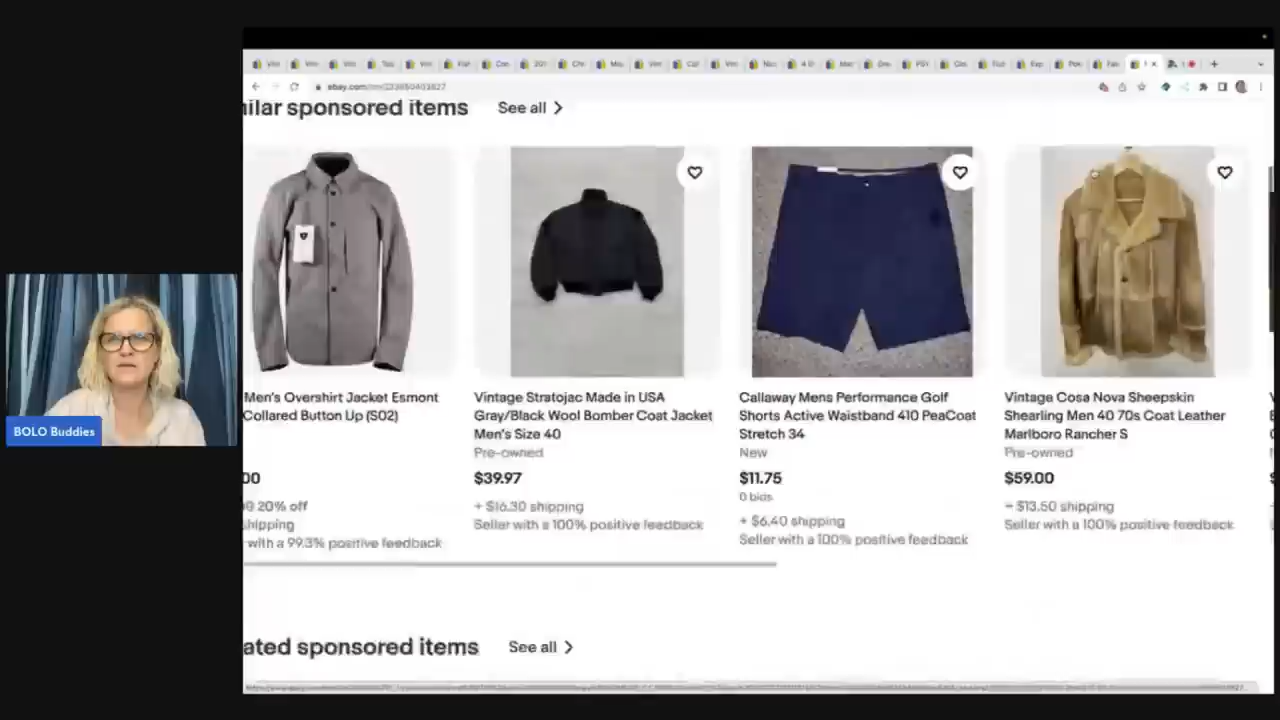 ebay.com
ilar sponsored items See all
Men's Overshirt Jacket Esmont
Collared Button Up (S02)
00
20% off
shipping
with a 99.3% positive feedback
Vintage Stratojac Made in USA
Gray/Black Wool Bomber Coat Jacket
Men's Size 40
Pre-owned
$39.97
+ $16.30 shipping
Seller with a 100% positive feedback
Callaway Mens Performance Golf
Shorts Active Waistband 410 PeaCoat
Stretch 34
New
$11.75
0 bids
+ $6.40 shipping
Seller with a 100% positive feedback
Vintage Cosa Nova Sheepskin
Shearling Men 40 70s Coat Leather
Marlboro Rancher S
Pre-owned
$59.00
+ $13.50 shipping
Seller with a 100% positive feedback
BOLO Buddies
ated sponsored items See all